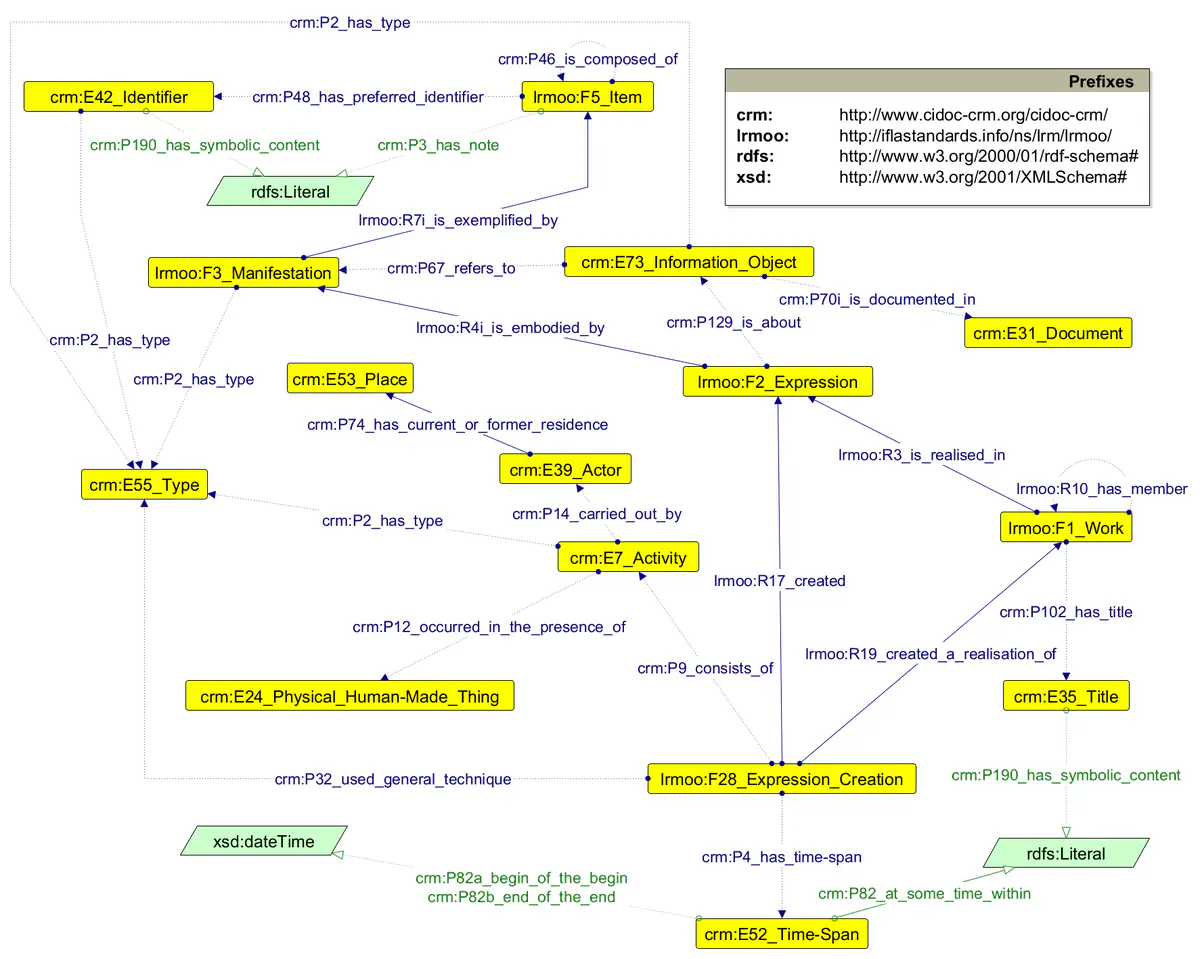 crm:P2_has_type
crm:P46_is_composed_of
crm:E42_Identifier
crm:P48_has_preferred_identifier
lrmoo:F5_Item
Prefixes
crm: http://www.cidoc-crm.org/cidoc-crm/
lrmoo: http://iflastandards.info/ns/lrm/lrmoo/
rdfs: http://www.w3.org/2000/01/rdf-schema#
xsd: http://www.w3.org/2001/XMLSchema#
crm:P190_has_symbolic_content
crm:P3_has_note
rdfs:Literal
lrmoo:R7i_is_exemplified_by
lrmoo:F3_Manifestation
crm:P67_refers_to
crm:E73_Information_Object
crm:P70i_is_documented_in
lrmoo:R4i_is_embodied_by
crm:P129_is_about
crm:E31_Document
crm:P2_has_type
crm:P2_has_type
crm:E53_Place
lrmoo:F2_Expression
crm:P74_has_current_or_former_residence
lrmoo:R3_is_realised_in
crm:E39_Actor
crm:E55_Type
lrmoo:R10_has_member
crm:P2_has_type
crm:P14_carried_out_by
lrmoo:F1_Work
crm:E7_Activity
lrmoo:R17_created
crm:P102_has_title
crm:P12_occurred_in_the_presence_of
lrmoo:R19_created_a_realisation_of
crm:P9_consists_of
crm:E24_Physical_Human-Made_Thing
crm:E35_Title
crm:P32_used_general_technique
lrmoo:F28_Expression_Creation
crm:P190_has_symbolic_content
xsd:dateTime
crm:P4_has_time-span
rdfs:Literal
crm:P82a_begin_of_the_begin
crm:P82b_end_of_the_end
crm:P82_at_some_time_within
crm:E52_Time-Span